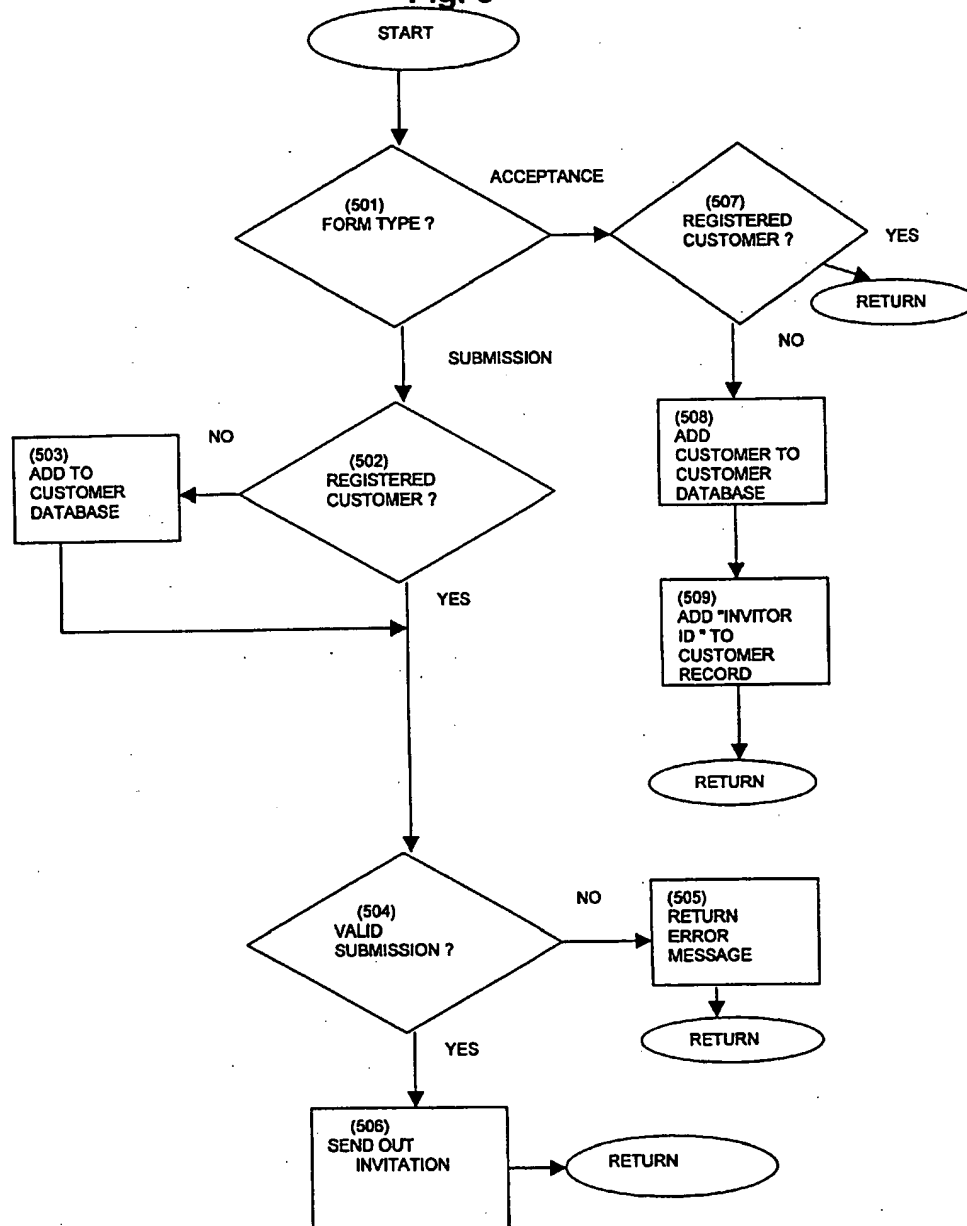 START
ACCEPTANCE
(501)
FORM TYPE ?
(507)
REGISTERED
CUSTOMER ?
YES
RETURN
NO
SUBMISSION
(508)
ADD
CUSTOMER TO
CUSTOMER
DATABASE
NO
(503)
ADD TO
CUSTOMER
DATABASE
(502)
REGISTERED
CUSTOMER ?
YES
(509)
ADD "INVITOR
ID " TO
CUSTOMER
RECORD
RETURN
(504)
VALID
SUBMISSION ?
NO
(505)
RETURN
ERROR
MESSAGE
RETURN
YES
(506)
SEND OUT
INVITATION
RETURN